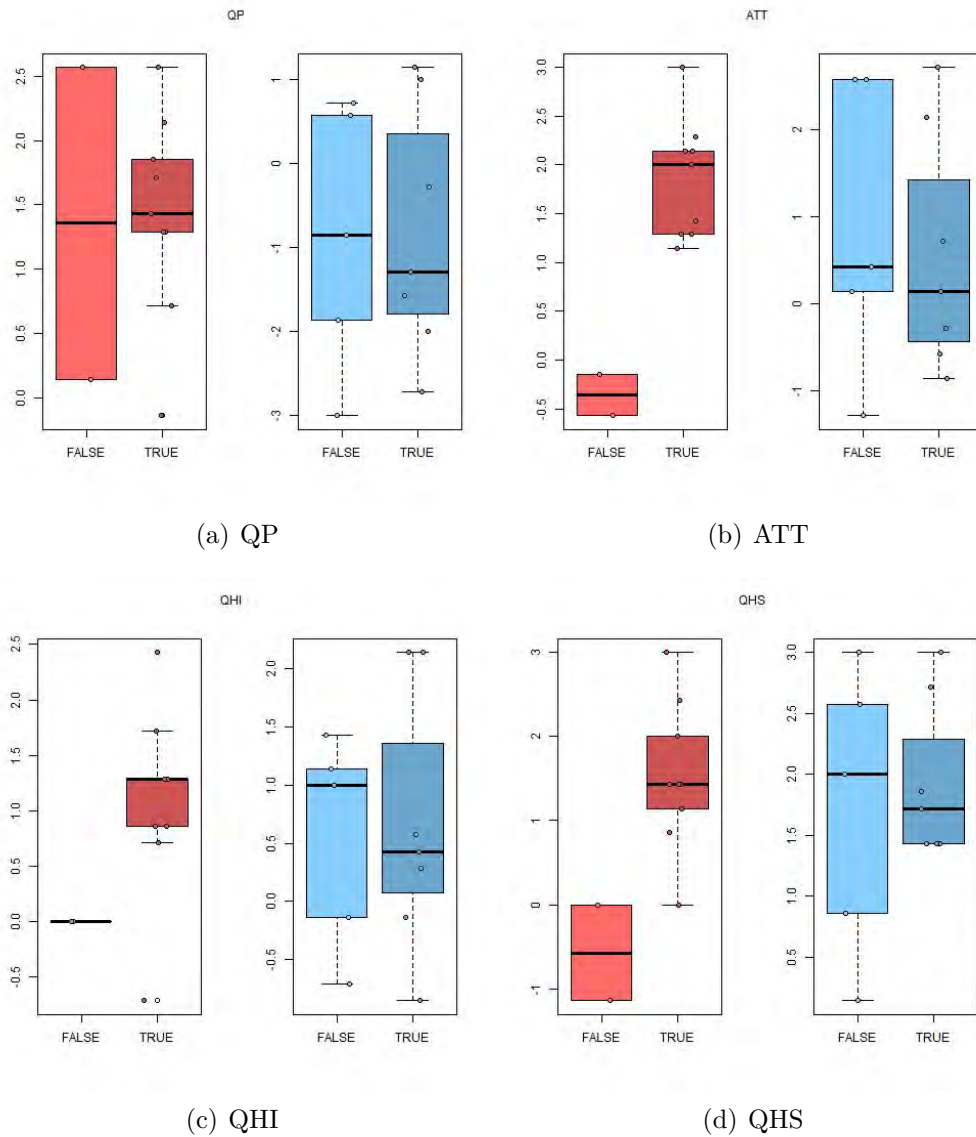 QP ATT
2.5 2.0 1.5 1.0 0.5 0.0
1 0 -1 -2 -3
3.0 2.5 2.0 1.5 1.0 0.5 0.0 -0.5
2 1 0 -1
FALSE TRUE FALSE TRUE FALSE TRUE FALSE TRUE
(a) QP (b) ATT
QHI QHS
2.5 2.0 1.5 1.0 0.5 0.0 -0.5
2.0 1.5 1.0 0.5 0.0 -0.5
3 2 1 0 -1
3.0 2.5 2.0 1.5 1.0 0.5
FALSE TRUE FALSE TRUE FALSE TRUE FALSE TRUE
(c) QHI (d) QHS